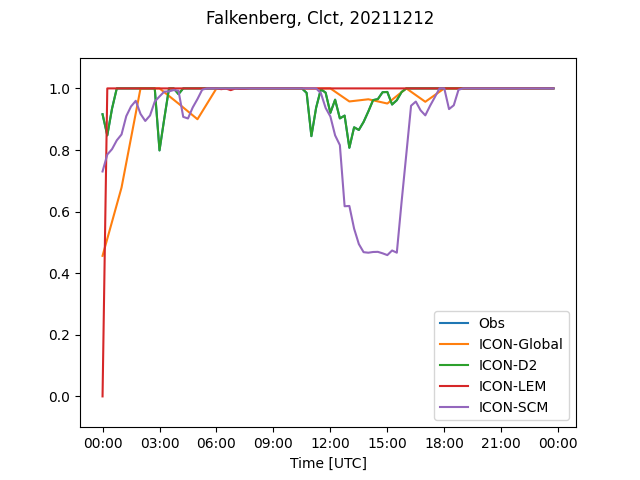 Falkenberg, Clct, 20211212
1.0
0.8
0.6
0.4
0.2
0.0
Obs
ICON-Global
ICON-D2
ICON-LEM
ICON-SCM
00:00 03:00 06:00 09:00 12:00 15:00 18:00 21:00 00:00
Time [UTC]